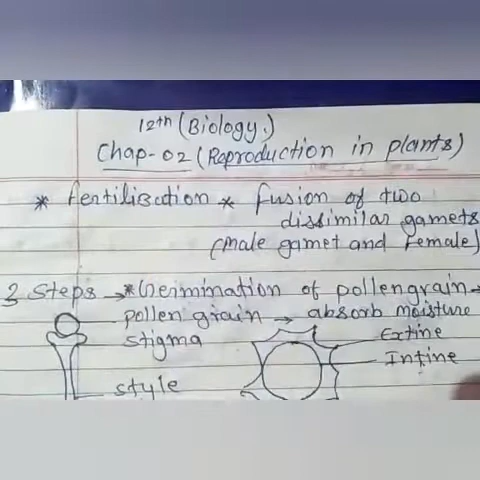 12th (Biology.)
Chap-02 (Reproduction in plants)
* Fertilisation * fusion of two
dissimilar gamets
(male gamet and Female)
3 Steps → * Germination of pollengrain →
pollen grain → absorb moisture
Stigma
Extine
Intine
style